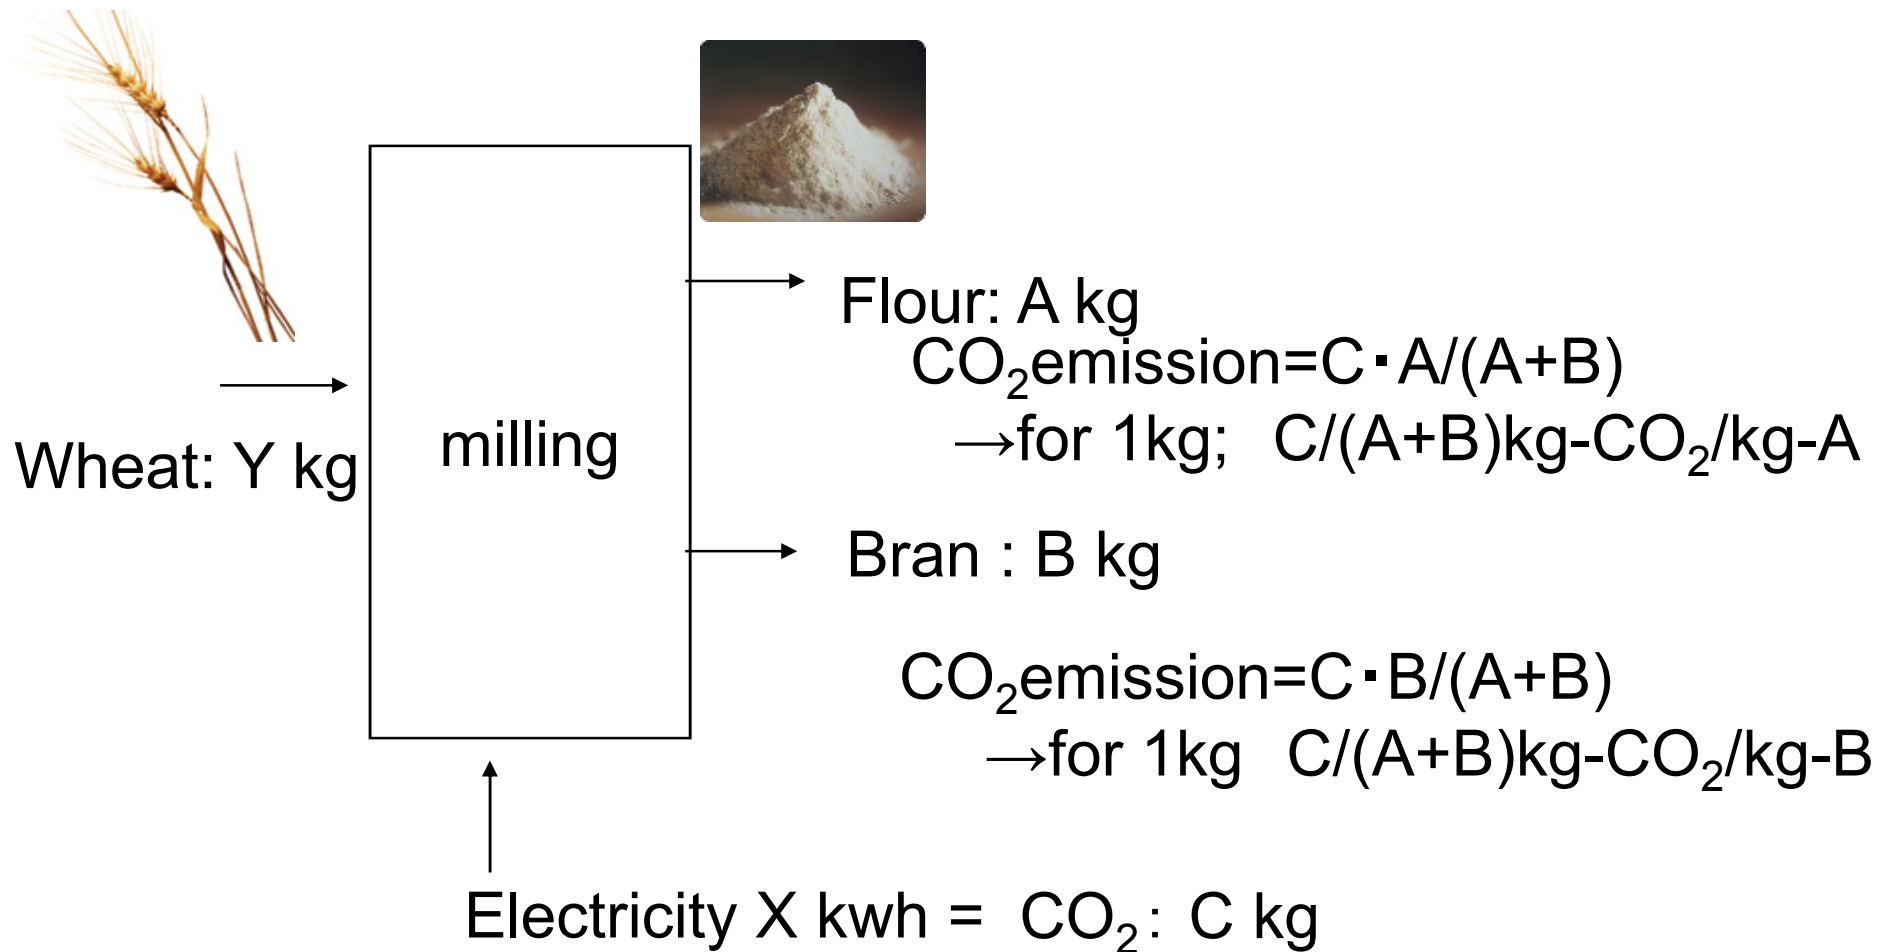 Flour: A kg
CO₂emission=C･A/(A+B)
→for 1kg; C/(A+B)kg-CO₂/kg-A
Wheat: Y kg
milling
Bran : B kg
CO₂emission=C･B/(A+B)
→for 1kg C/(A+B)kg-CO₂/kg-B
Electricity X kwh = CO₂: C kg